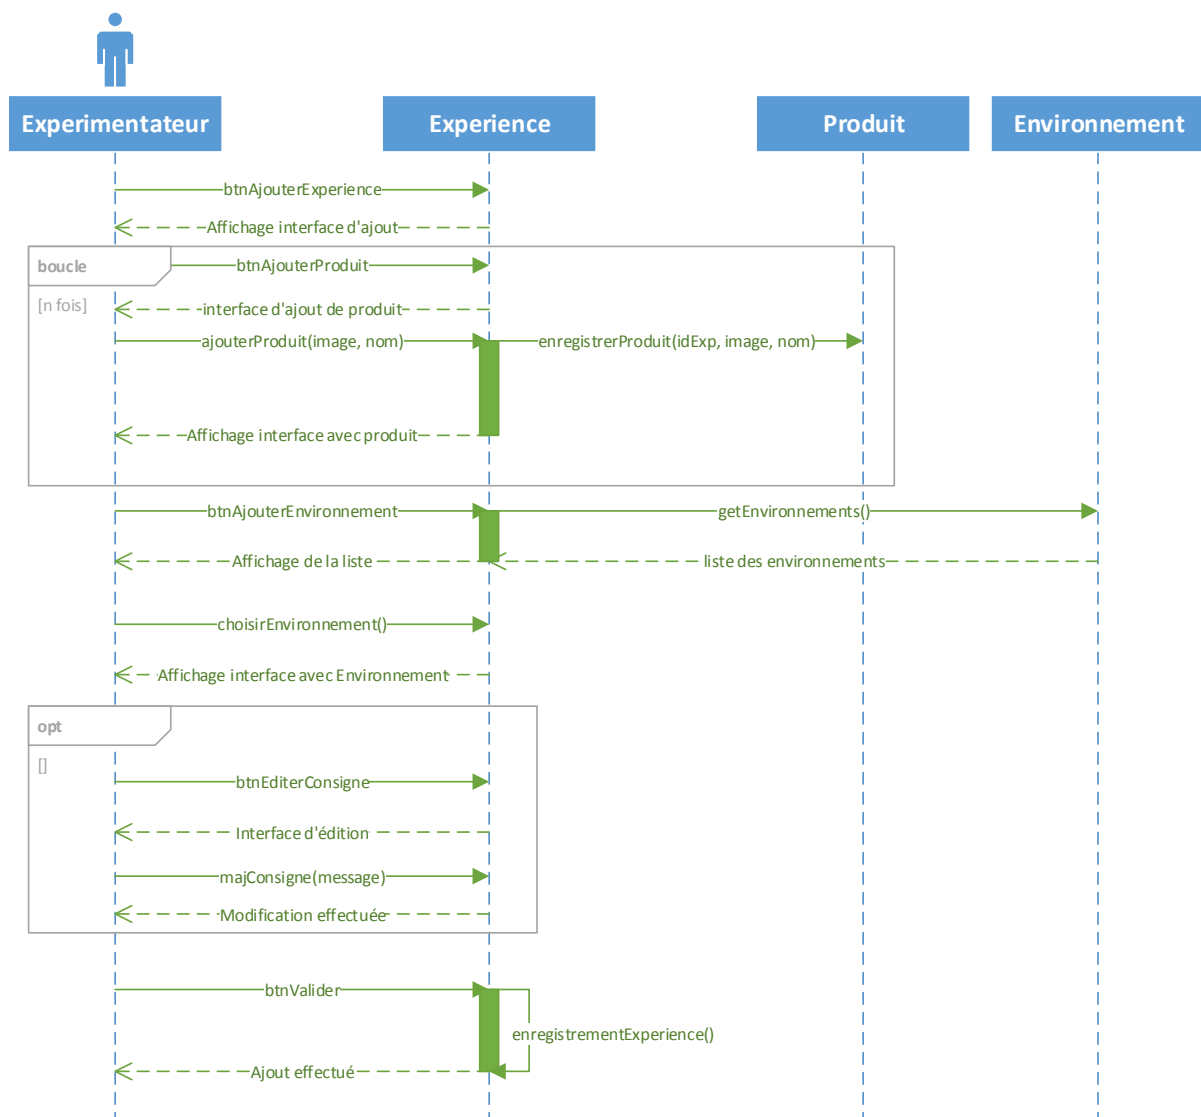 Experimentateur
Experience
Produit
Environnement
btnAjouterExperience
Affichage interface d'ajout
boucle
btnAjouterProduit
[n fois]
interface d'ajout de produit
ajouterProduit(image, nom)
enregistrerProduit(idExp, image, nom)
Affichage interface avec produit
btnAjouterEnvironnement
getEnvironnements()
Affichage de la liste
liste des environnements
choisirEnvironnement()
Affichage interface avec Environnement
opt
[]
btnEditerConsigne
Interface d'édition
majConsigne(message)
Modification effectuée
btnValider
enregistrementExperience()
Ajout effectué